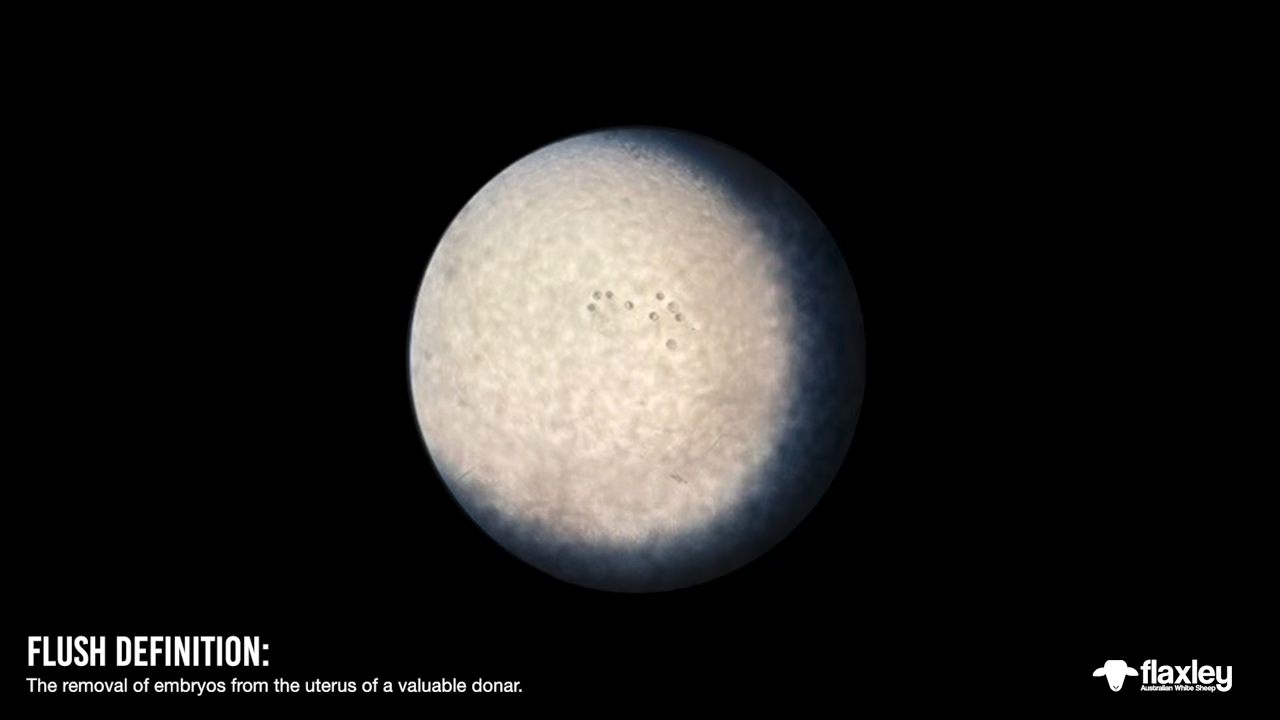 FLUSH DEFINITION:
The removal of embryos from the uterus of a valuable donar.
flaxley
Australian White Sheep